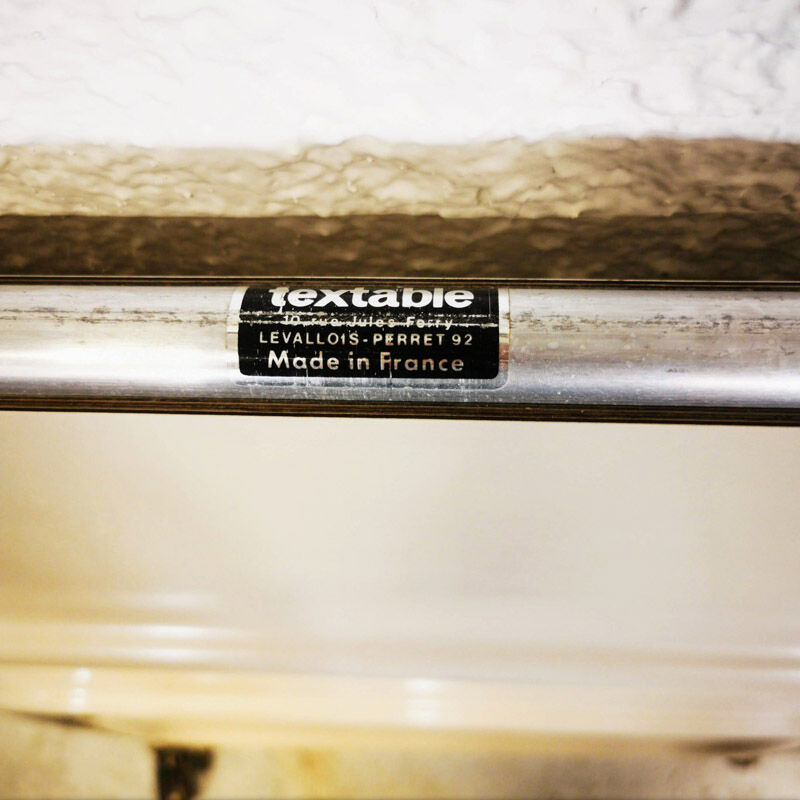 textable
10 rue Jules Ferry
LEVALLOIS-PERRET 92
Made in France